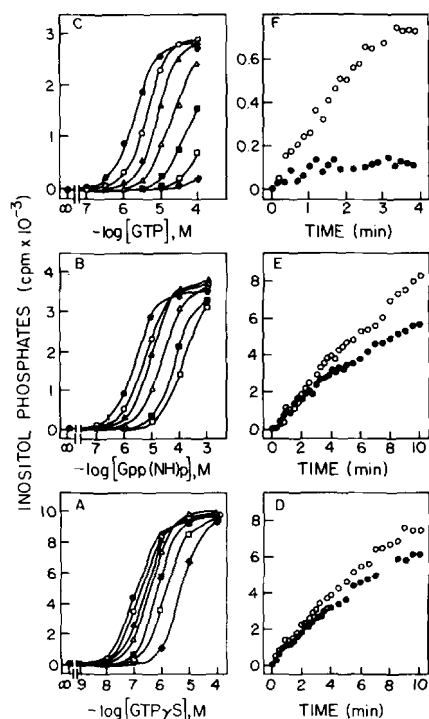 INOSITOL PHOSPHATES (cpm x 10⁻³)
C
3
2
1
0
8 7 6 5 4
-log[GTP], M
F
0.6
0.4
0.2
0
0 1 2 3 4
TIME (min)
B
4
3
2
1
0
8 7 6 5 4 3
-log[Gpp(NH)p], M
E
8
6
4
2
0
0 2 4 6 8 10
TIME (min)
A
10
8
6
4
2
0
9 8 7 6 5 4
-log[GTPγS], M
D
8
6
4
2
0
0 2 4 6 8 10
TIME (min)